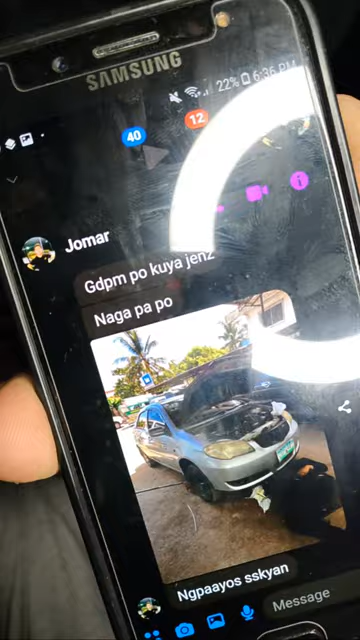 SAMSUNG
22% 6:36 PM
40
12
Jomar
Gdpm po kuya jenz
Naga pa po
Ngpaayos sskyan
Message